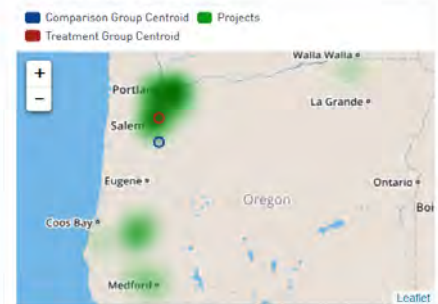 Comparison Group Centroid Projects
Treatment Group Centroid
+
−
Walla Walla
Portlan
La Grande
Salem
Eugene
Ontario
Oregon
Boi
Coos Bay
Medford
Leaflet